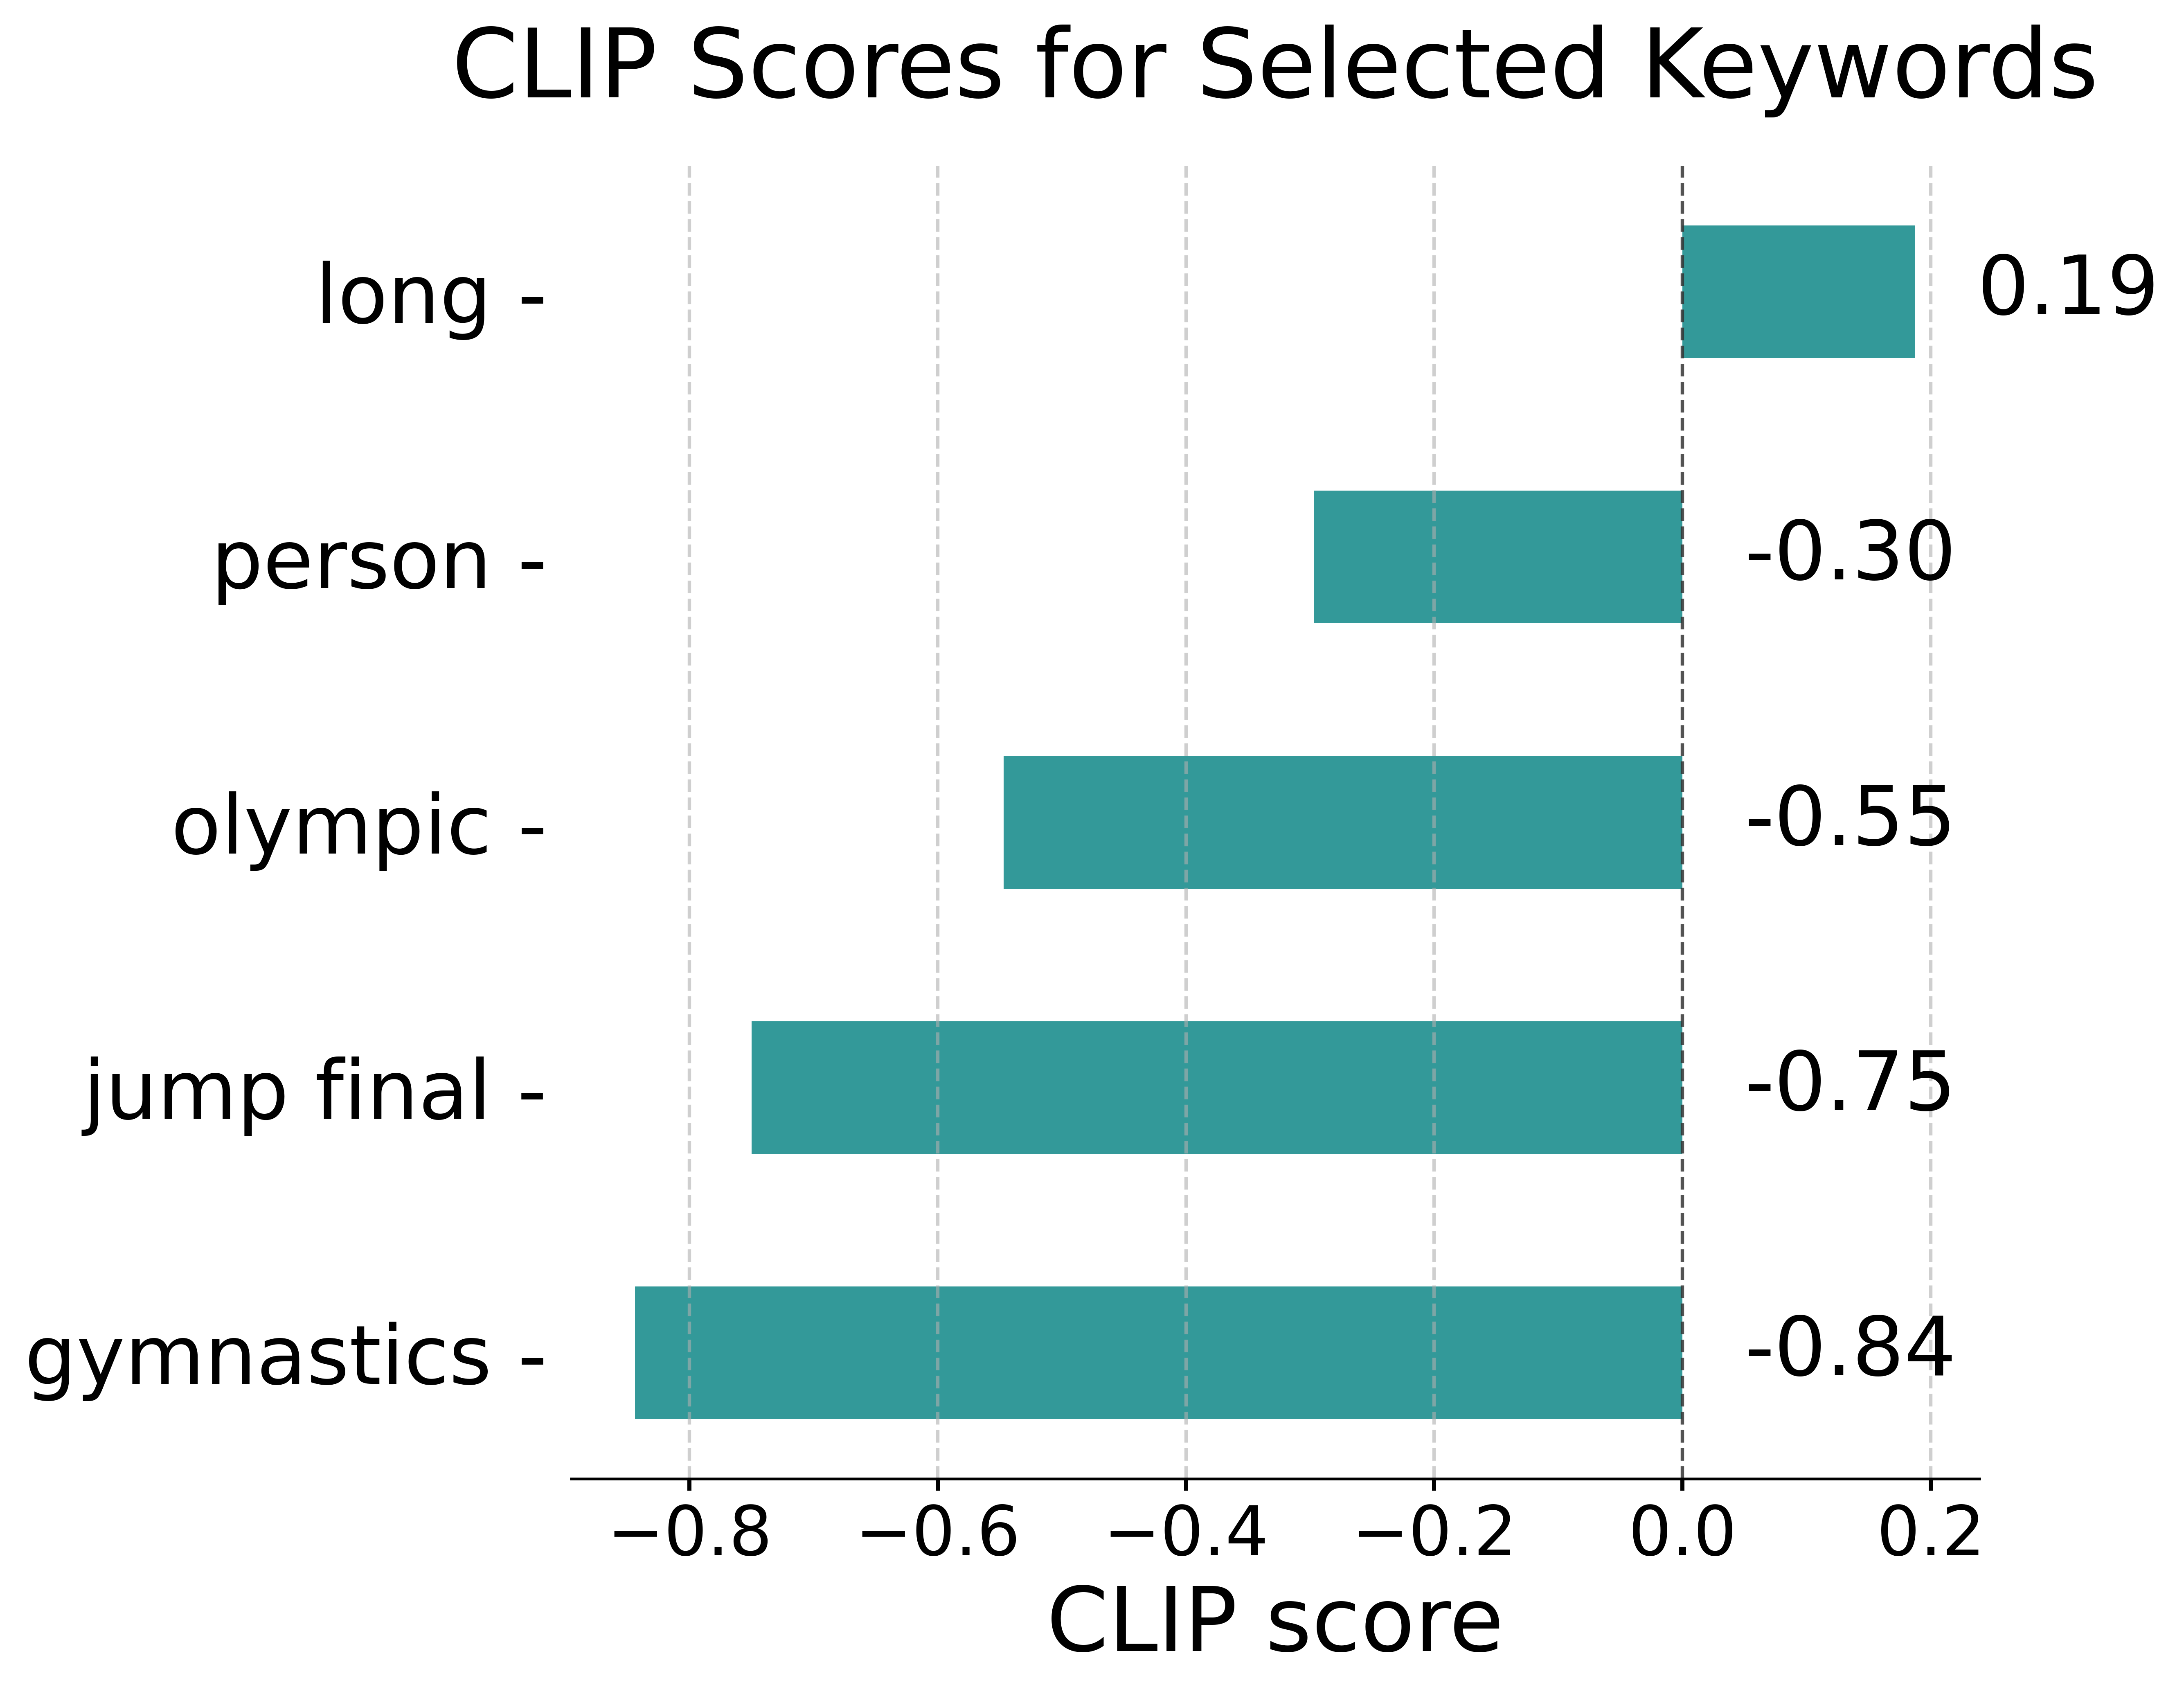 CLIP Scores for Selected Keywords
long - 0.19
person - -0.30
olympic - -0.55
jump final - -0.75
gymnastics - -0.84
−0.8 −0.6 −0.4 −0.2 0.0 0.2
CLIP score